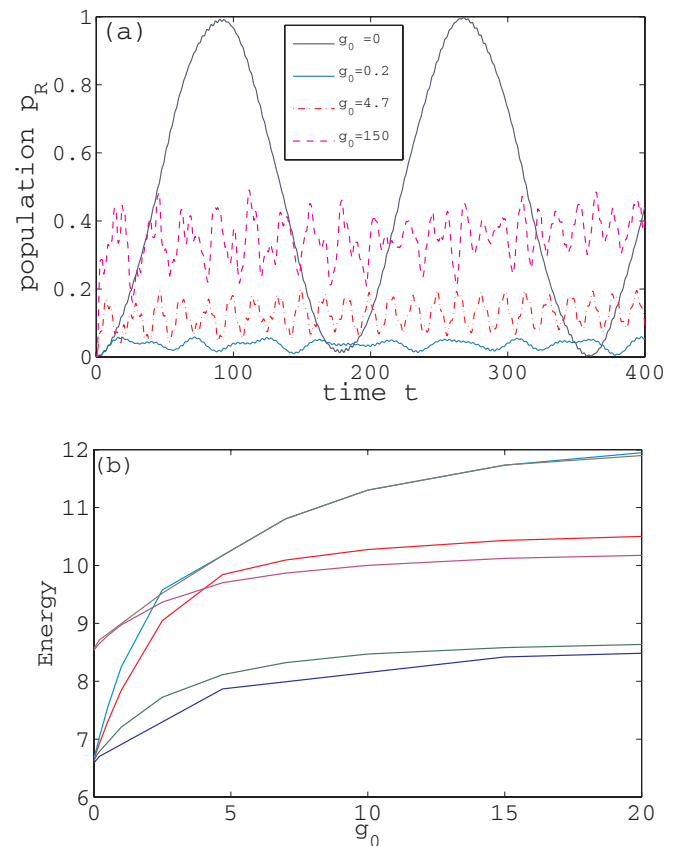 (a)
1
0.8
0.6
0.4
0.2
0
population p_R
g_0 =0
g_0=0.2
g_0=4.7
g_0=150
0 100 200 300 400
time t
(b)
12
11
10
9
8
7
6
Energy
0 5 10 15 20
g_0